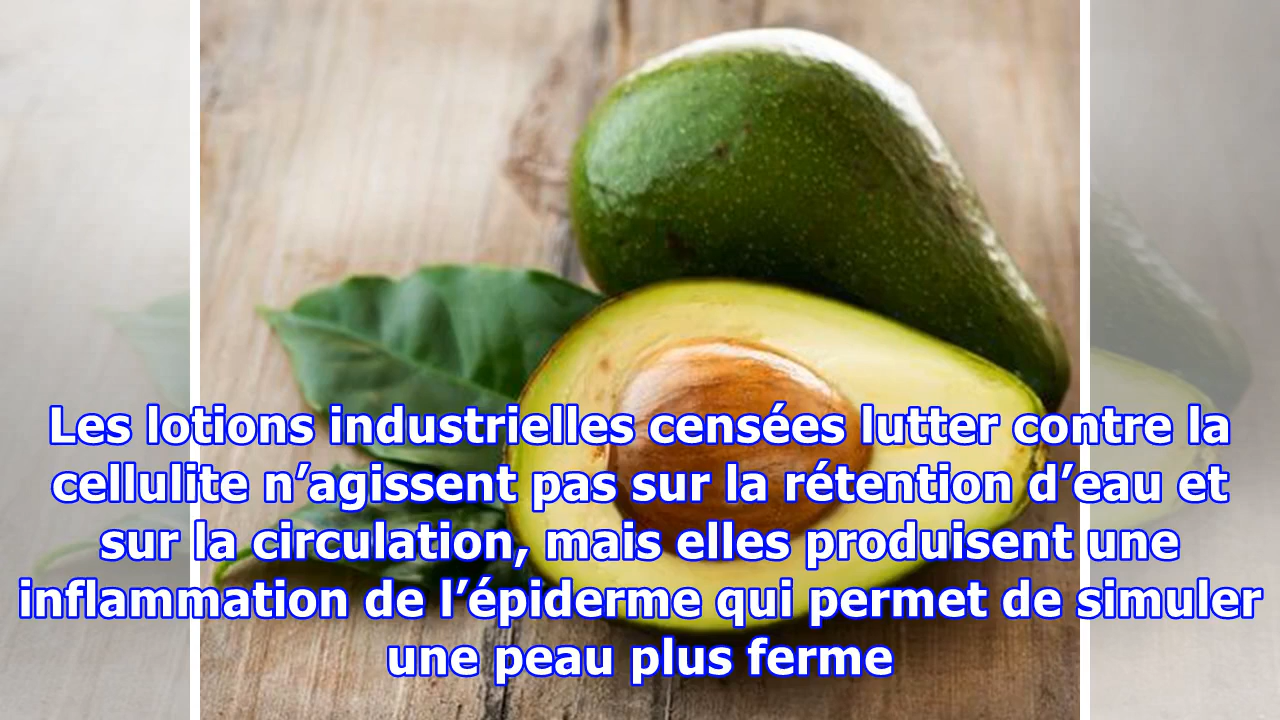 Les lotions industrielles censées lutter contre la
cellulite n’agissent pas sur la rétention d’eau et
sur la circulation, mais elles produisent une
inflammation de l’épiderme qui permet de simuler
une peau plus ferme